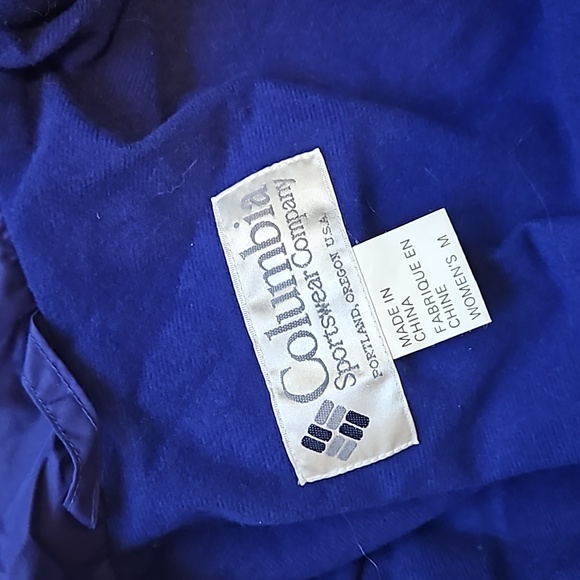 Columbia
Sportswear Company
PORTLAND, OREGON U.S.A.
MADE IN
CHINA
FABRIQUE EN
CHINE
WOMEN'S M